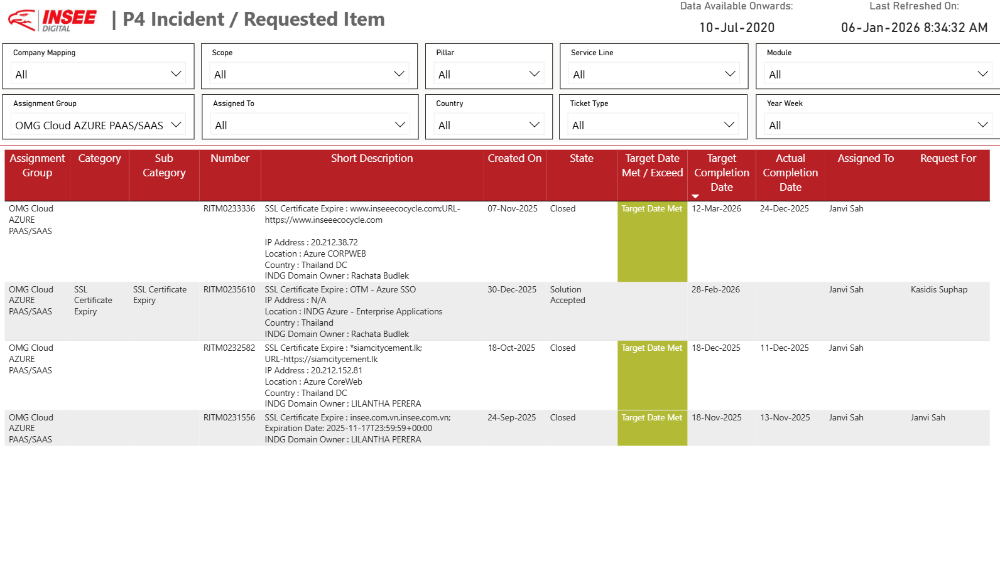 INSEE
DIGITAL
| P4 Incident / Requested Item
Data Available Onwards:
10-Jul-2020
Last Refreshed On:
06-Jan-2026 8:34:32 AM
Company Mapping
All
Scope
All
Pillar
All
Service Line
All
Module
All
Assignment Group
OMG Cloud AZURE PAAS/SAAS
Assigned To
All
Country
All
Ticket Type
All
Year Week
All
Assignment Group
Category
Sub Category
Number
Short Description
Created On
State
Target Date Met / Exceed
Target Completion Date
Actual Completion Date
Assigned To
Request For
OMG Cloud
AZURE
PAAS/SAAS
RITM0233336
SSL Certificate Expire : www.inseeecocycle.com;URL-
https://www.inseeecocycle.com
IP Address : 20.212.38.72
Location : Azure CORPWEB
Country : Thailand DC
INDG Domain Owner : Rachata Budlek
07-Nov-2025
Closed
Target Date Met
12-Mar-2026
24-Dec-2025
Janvi Sah
OMG Cloud
AZURE
PAAS/SAAS
SSL
Certificate
Expiry
SSL Certificate
Expiry
RITM0235610
SSL Certificate Expire : OTM - Azure SSO
IP Address : N/A
Location : INDG Azure - Enterprise Applications
Country : Thailand
INDG Domain Owner : Rachata Budlek
30-Dec-2025
Solution
Accepted
28-Feb-2026
Janvi Sah
Kasidis Suphap
OMG Cloud
AZURE
PAAS/SAAS
RITM0232582
SSL Certificate Expire : *siamcitycement.lk;
URL-https://siamcitycement.lk
IP Address : 20.212.152.81
Location : Azure CoreWeb
Country : Thailand DC
INDG Domain Owner : LILANTHA PERERA
18-Oct-2025
Closed
Target Date Met
18-Dec-2025
11-Dec-2025
Janvi Sah
OMG Cloud
AZURE
PAAS/SAAS
RITM0231556
SSL Certificate Expire : insee.com.vn,insee.com.vn;
Expiration Date: 2025-11-17T23:59:59+00:00
INDG Domain Owner : LILANTHA PERERA
24-Sep-2025
Closed
Target Date Met
18-Nov-2025
13-Nov-2025
Janvi Sah
Janvi Sah